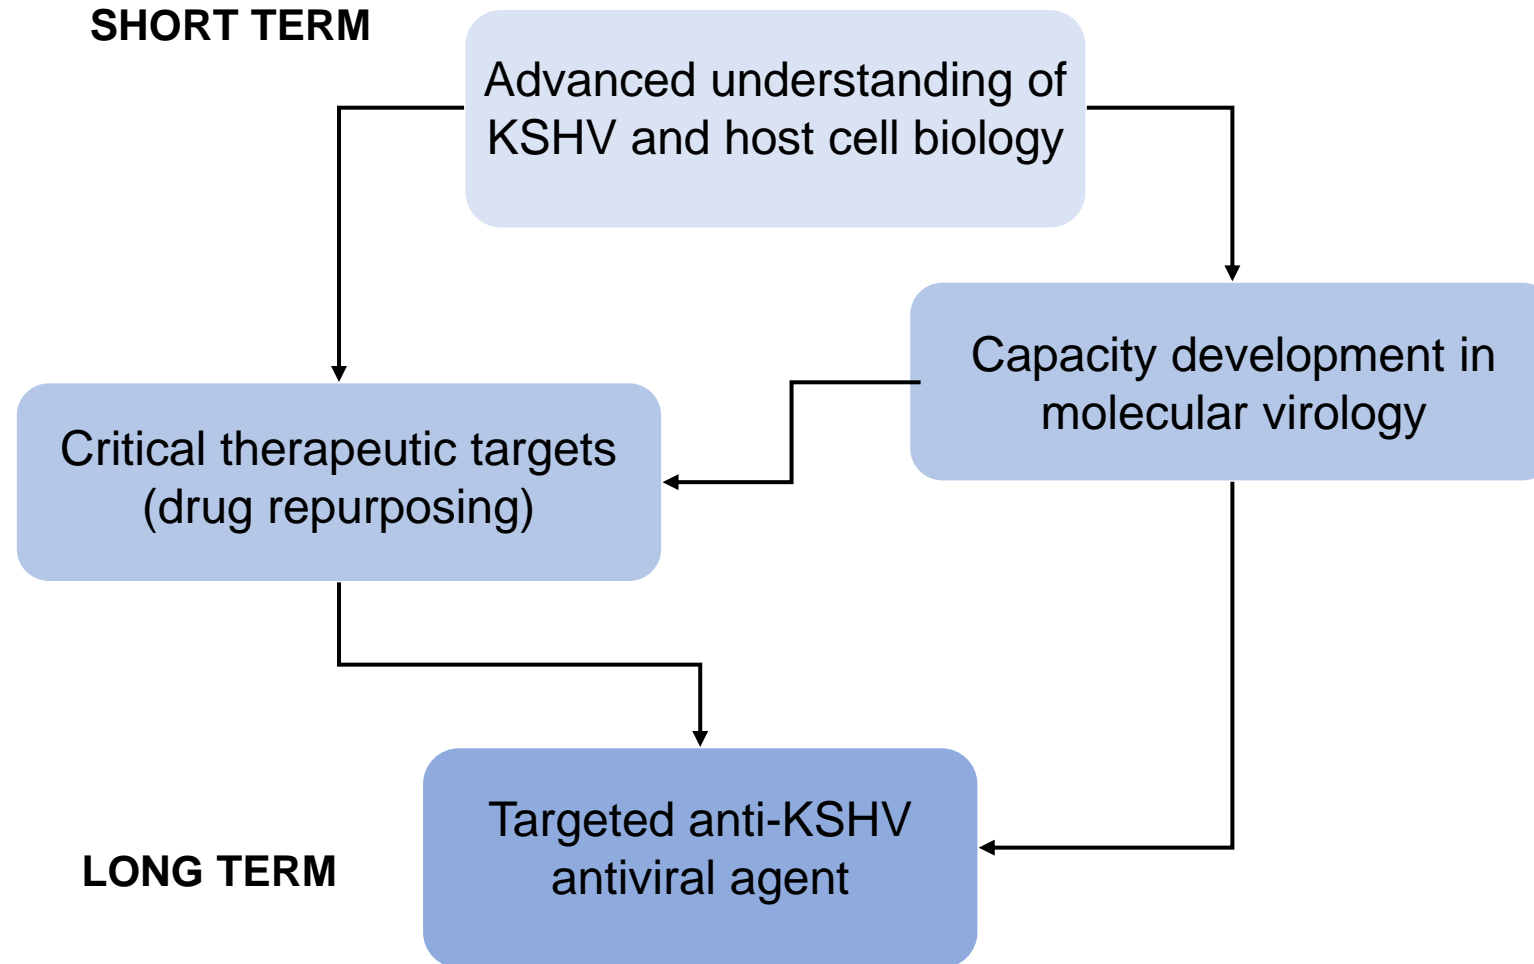 SHORT TERM
Advanced understanding of
KSHV and host cell biology
Capacity development in
molecular virology
Critical therapeutic targets
(drug repurposing)
Targeted anti-KSHV
antiviral agent
LONG TERM